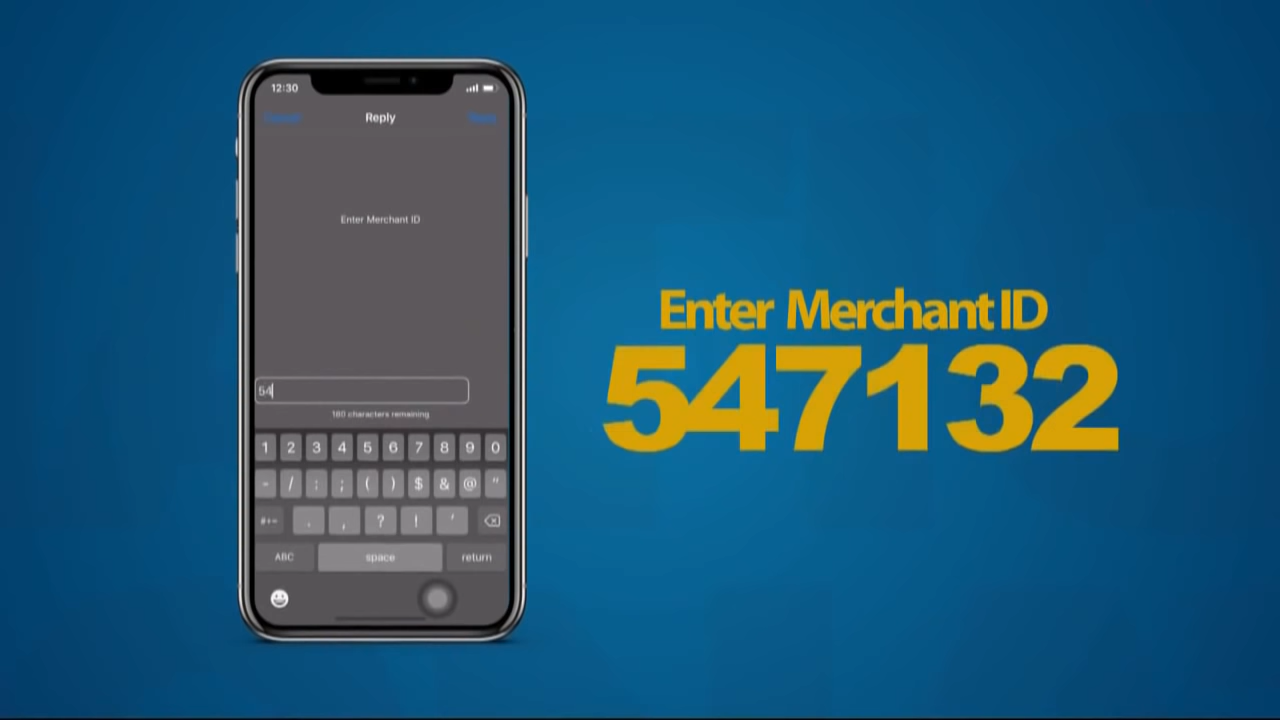 12:30
Reply
Enter Merchant ID
54
180 characters remaining
1 2 3 4 5 6 7 8 9 0
- / : ; ( ) $ & @ "
#+= . , ? ! '
ABC space return
Enter Merchant ID
547132